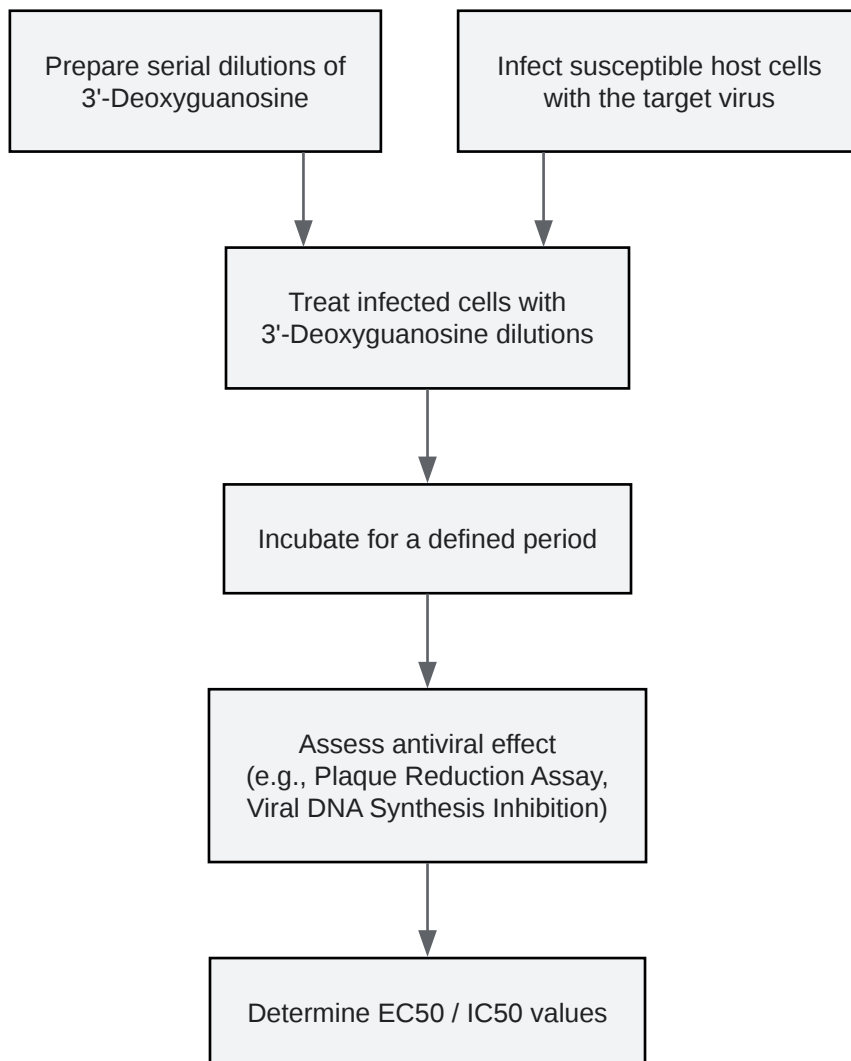 Prepare serial dilutions of
3'-Deoxyguanosine
Infect susceptible host cells
with the target virus
Treat infected cells with
3'-Deoxyguanosine dilutions
Incubate for a defined period
Assess antiviral effect
(e.g., Plaque Reduction Assay,
Viral DNA Synthesis Inhibition)
Determine EC50 / IC50 values